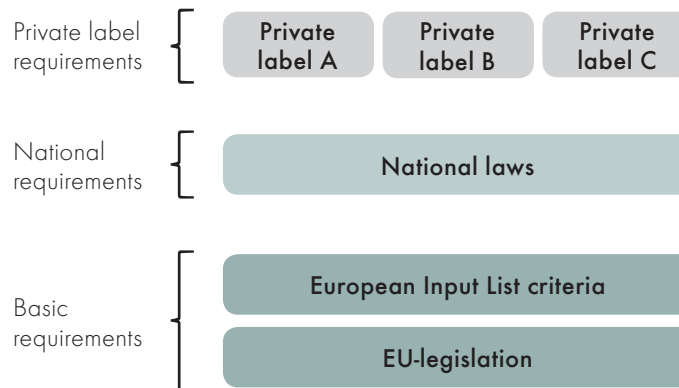 Private label
requirements
Private
label A
Private
label B
Private
label C
National
requirements
National laws
Basic
requirements
European Input List criteria
EU-legislation